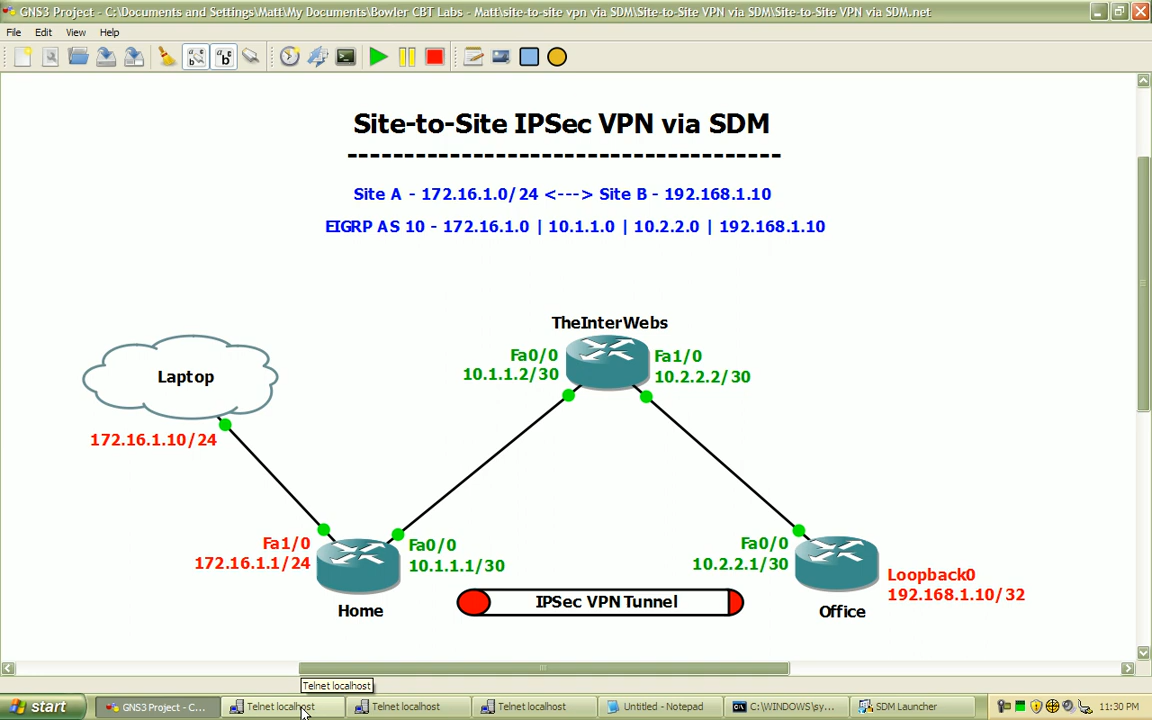 GNS3 Project - C:\Documents and Settings\Matt\My Documents\Bowler CBT Labs - Matt\site-to-site vpn via SDM\Site-to-Site VPN via SDM\Site-to-Site VPN via SDM.net
File Edit View Help
Site-to-Site IPSec VPN via SDM
-------------------------------------
Site A - 172.16.1.0/24 <---> Site B - 192.168.1.10
EIGRP AS 10 - 172.16.1.0 | 10.1.1.0 | 10.2.2.0 | 192.168.1.10
TheInterWebs
Fa0/0
10.1.1.2/30
Fa1/0
10.2.2.2/30
Laptop
172.16.1.10/24
Fa1/0
172.16.1.1/24
Fa0/0
10.1.1.1/30
Home
IPSec VPN Tunnel
Fa0/0
10.2.2.1/30
Loopback0
192.168.1.10/32
Office
Telnet localhost
start
GNS3 Project - C...
Telnet localhost
Telnet localhost
Telnet localhost
Untitled - Notepad
C:\WINDOWS\sy...
SDM Launcher
11:30 PM